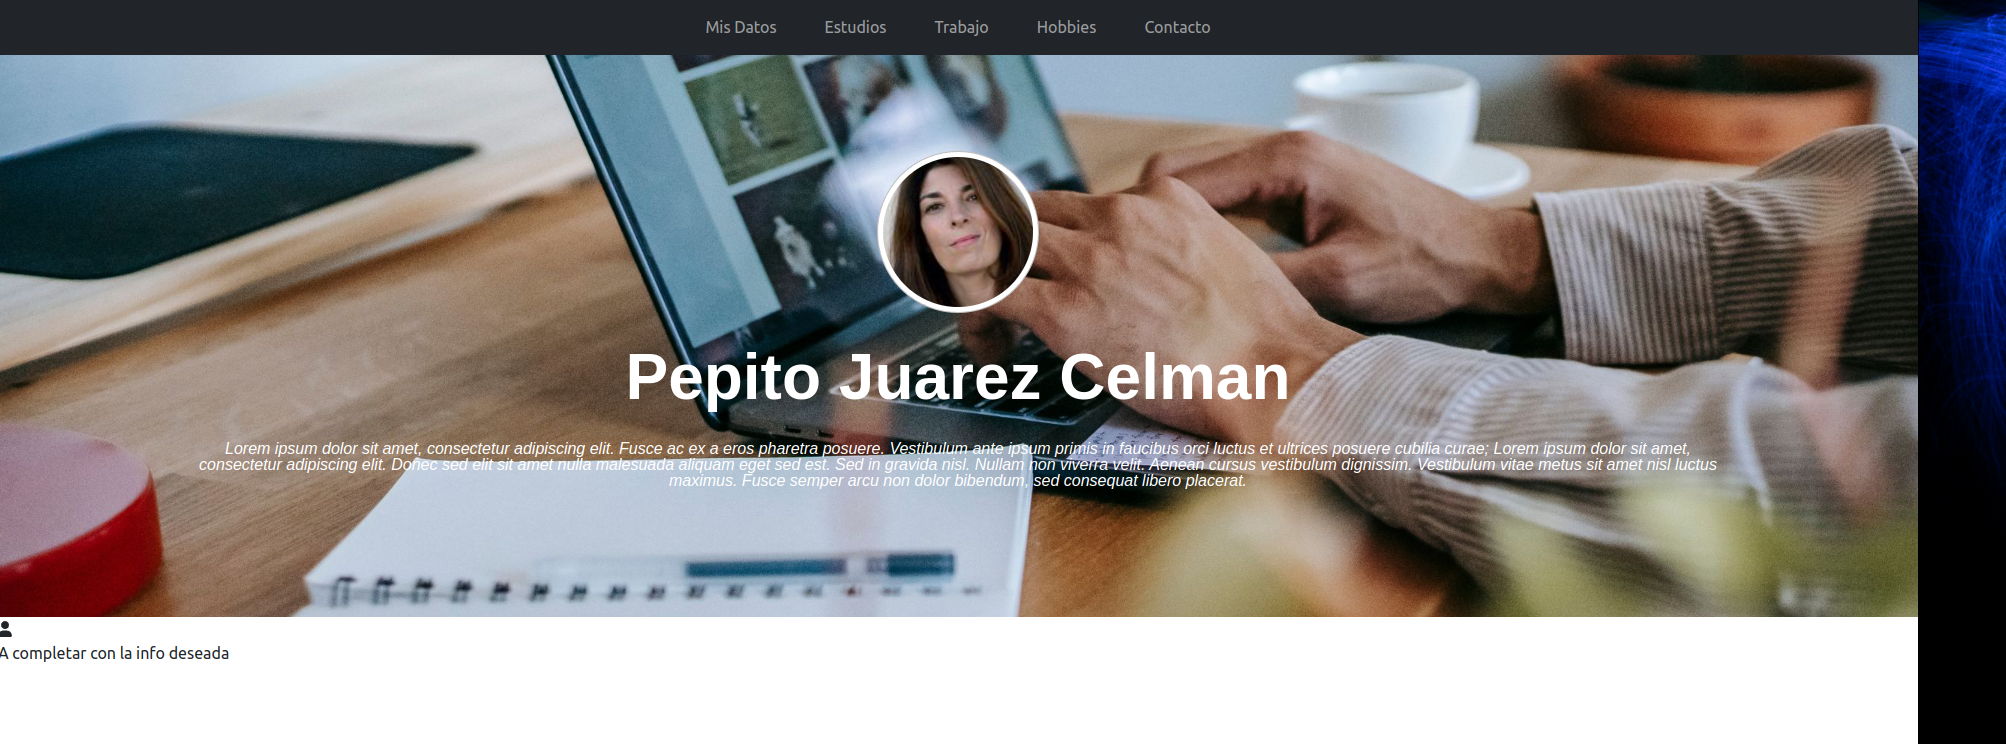 Mis Datos Estudios Trabajo Hobbies Contacto
Pepito Juarez Celman
Lorem ipsum dolor sit amet, consectetur adipiscing elit. Fusce ac ex a eros pharetra posuere. Vestibulum ante ipsum primis in faucibus orci luctus et ultrices posuere cubilia curae; Lorem ipsum dolor sit amet,
consectetur adipiscing elit. Donec sed elit sit amet nulla malesuada aliquam eget sed est. Sed in gravida nisl. Nullam non viverra velit. Aenean cursus vestibulum dignissim. Vestibulum vitae metus sit amet nisl luctus
maximus. Fusce semper arcu non dolor bibendum, sed consequat libero placerat.
A completar con la info deseada